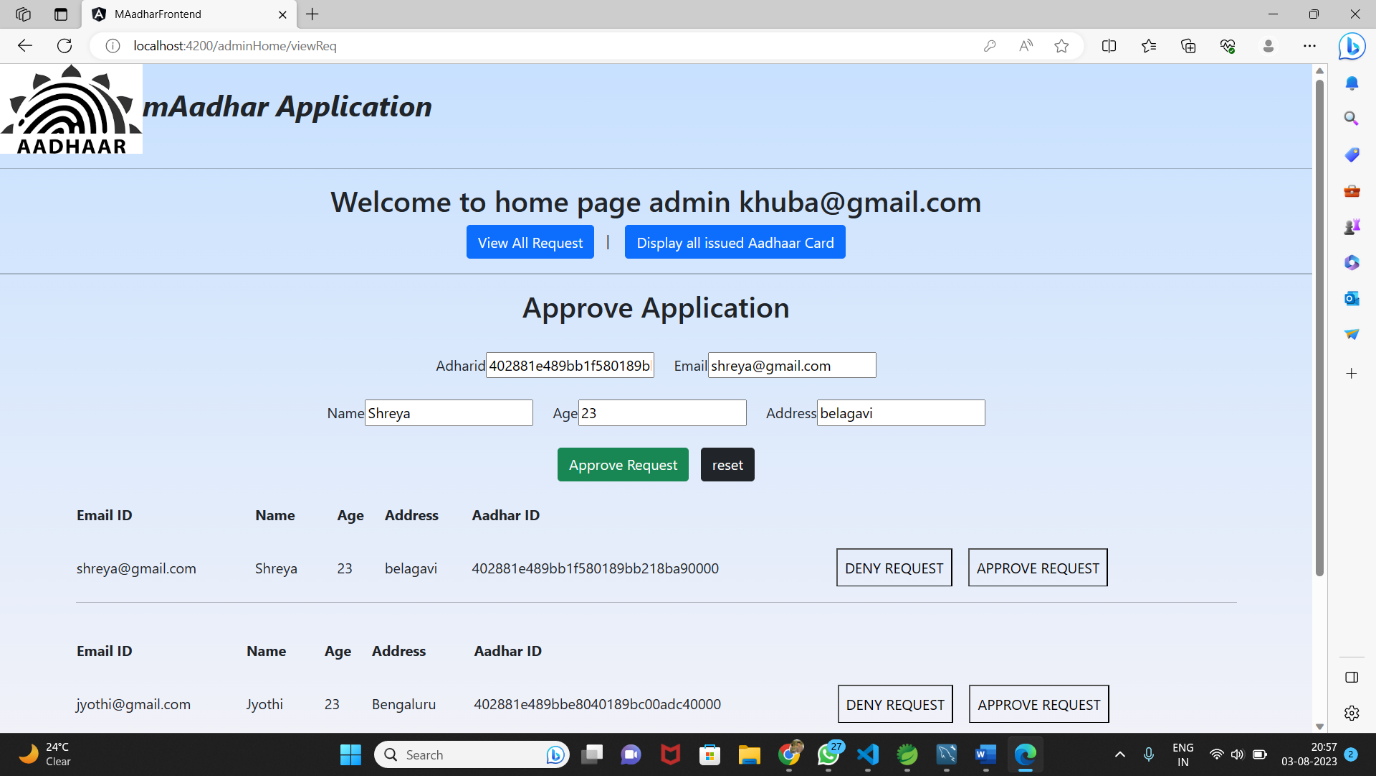 MAadharFrontend
localhost:4200/adminHome/viewReq
AADHAAR
mAadhar Application
Welcome to home page admin khuba@gmail.com
View All Request | Display all issued Aadhaar Card
Approve Application
Adharid 402881e489bb1f580189b Email shreya@gmail.com
Name Shreya Age 23 Address belagavi
Approve Request reset
Email ID Name Age Address Aadhar ID
shreya@gmail.com Shreya 23 belagavi 402881e489bb1f580189bb218ba90000 DENY REQUEST APPROVE REQUEST
Email ID Name Age Address Aadhar ID
jyothi@gmail.com Jyothi 23 Bengaluru 402881e489bbe8040189bc00adc40000 DENY REQUEST APPROVE REQUEST
24°C
Clear
Search
27
ENG
IN
20:57
03-08-2023
2